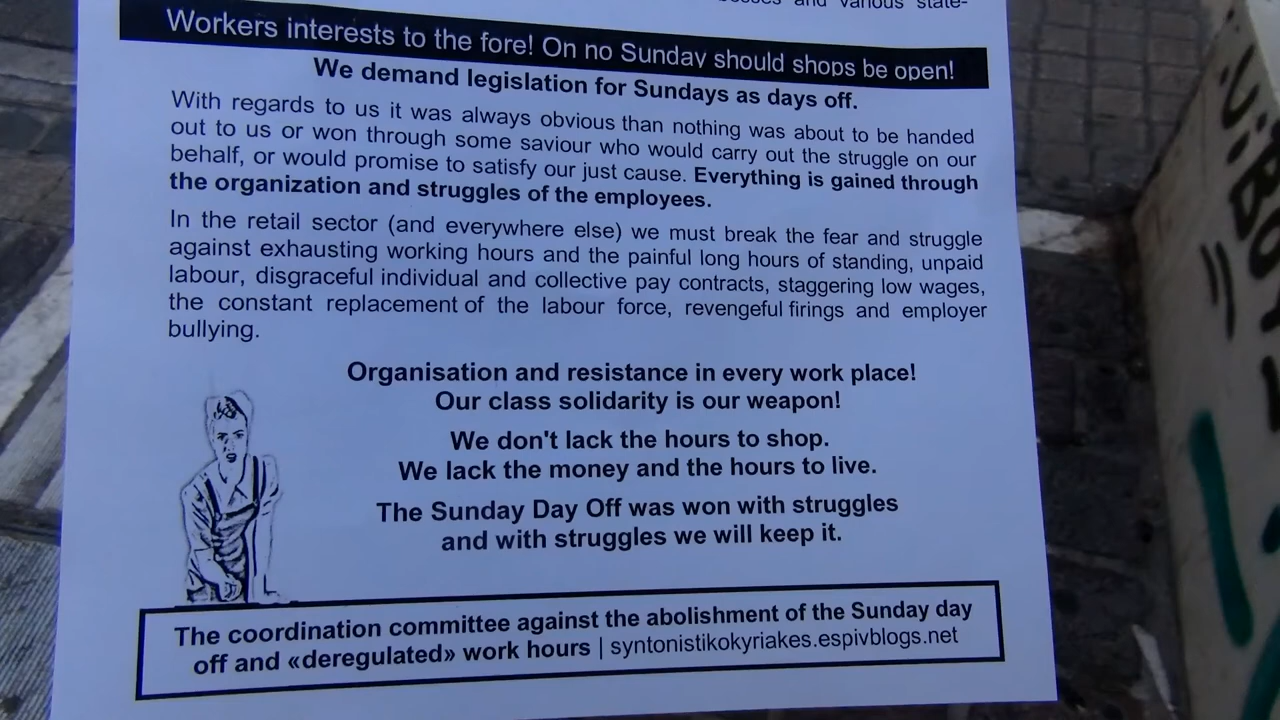 and various state-
Workers interests to the fore! On no Sunday should shops be open!
We demand legislation for Sundays as days off.
With regards to us it was always obvious than nothing was about to be handed
out to us or won through some saviour who would carry out the struggle on our
behalf, or would promise to satisfy our just cause. Everything is gained through
the organization and struggles of the employees.
In the retail sector (and everywhere else) we must break the fear and struggle
against exhausting working hours and the painful long hours of standing, unpaid
labour, disgraceful individual and collective pay contracts, staggering low wages,
the constant replacement of the labour force, revengeful firings and employer
bullying.
Organisation and resistance in every work place!
Our class solidarity is our weapon!
We don't lack the hours to shop.
We lack the money and the hours to live.
The Sunday Day Off was won with struggles
and with struggles we will keep it.
The coordination committee against the abolishment of the Sunday day
off and «deregulated» work hours | syntonistikokyriakes.espivblogs.net